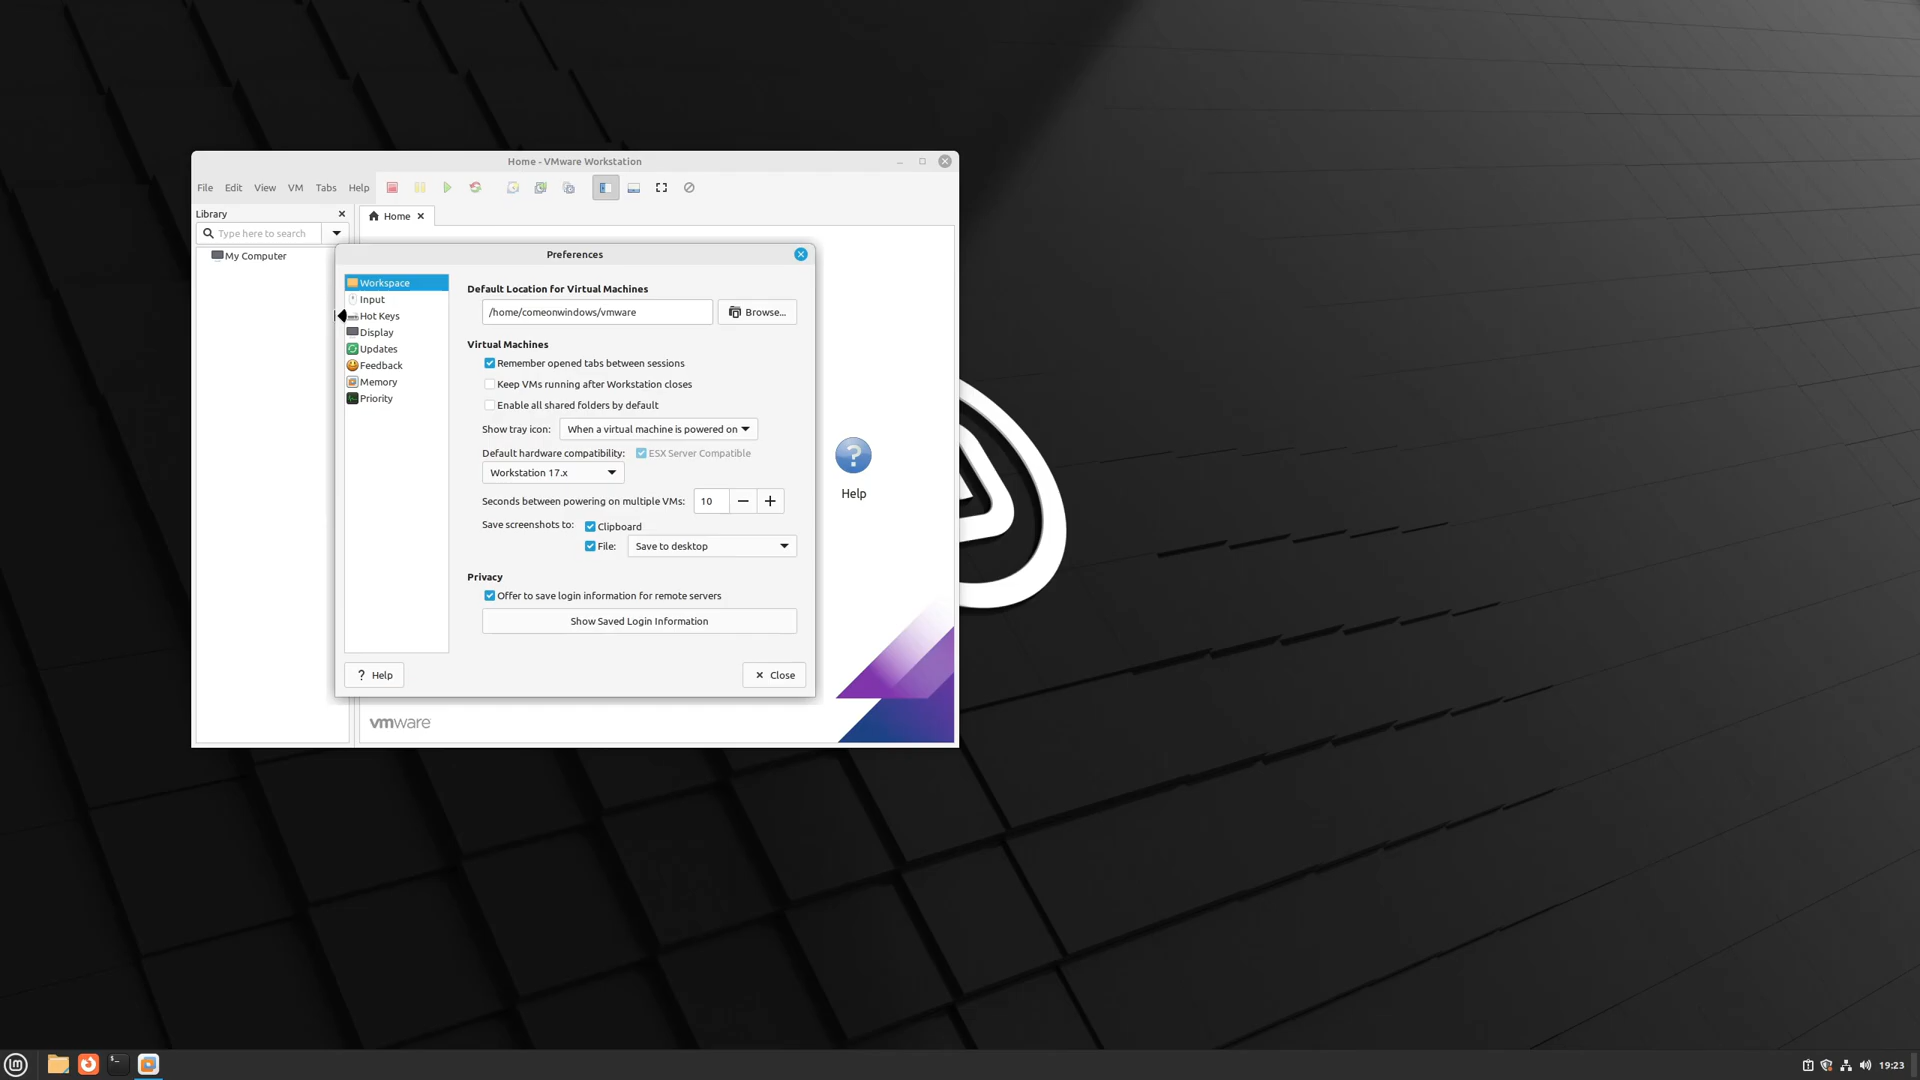 Home - VMware Workstation
File Edit View VM Tabs Help
Library
Home
Type here to search
My Computer
Preferences
Workspace
Input
Hot Keys
Display
Updates
Feedback
Memory
Priority
Default Location for Virtual Machines
/home/comeonwindows/vmware
Browse...
Virtual Machines
Remember opened tabs between sessions
Keep VMs running after Workstation closes
Enable all shared folders by default
Show tray icon: When a virtual machine is powered on
Default hardware compatibility: ESX Server Compatible
Workstation 17.x
Seconds between powering on multiple VMs: 10
Save screenshots to: Clipboard
File: Save to desktop
Privacy
Offer to save login information for remote servers
Show Saved Login Information
? Help
Close
?
Help
vmware
19:23